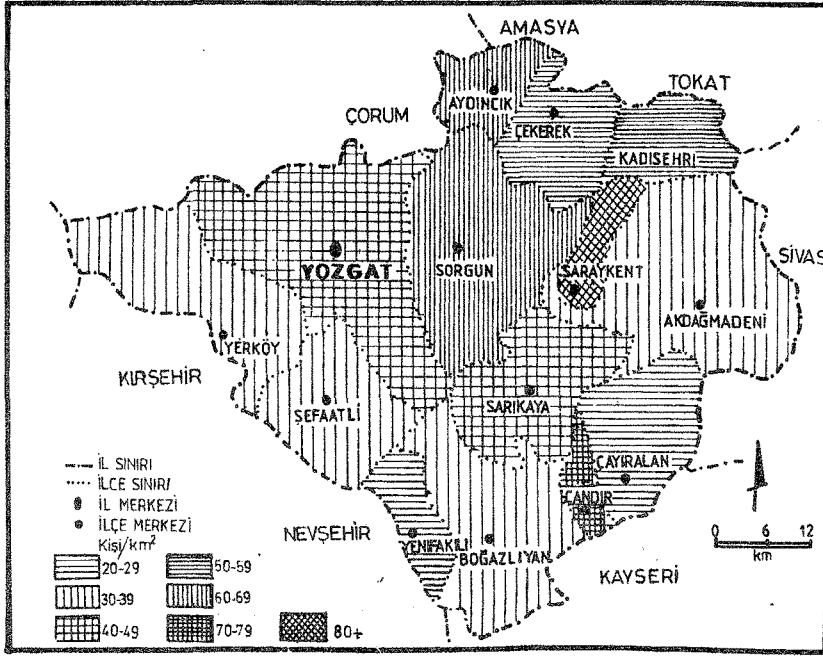 AMASYA
TOKAT
ÇORUM
AYDINCIK
ÇEKEREK
KADISEHRI
SİVAS
YOZGAT
SORGUN
SARAYKENT
AKDAĞMADENİ
YERKÖY
KIRŞEHİR
ŞEFAATLİ
SARIKAYA
ÇAYIRALAN
ÇANDIR
NEVŞEHİR
YENİFAKILI
BOĞAZLIYAN
KAYSERİ
İL SINIRI
İLÇE SINIRI
İL MERKEZİ
İLÇE MERKEZİ
Kişi/km²
20-29
30-39
40-49
50-59
60-69
70-79
80+
0 6 12
km